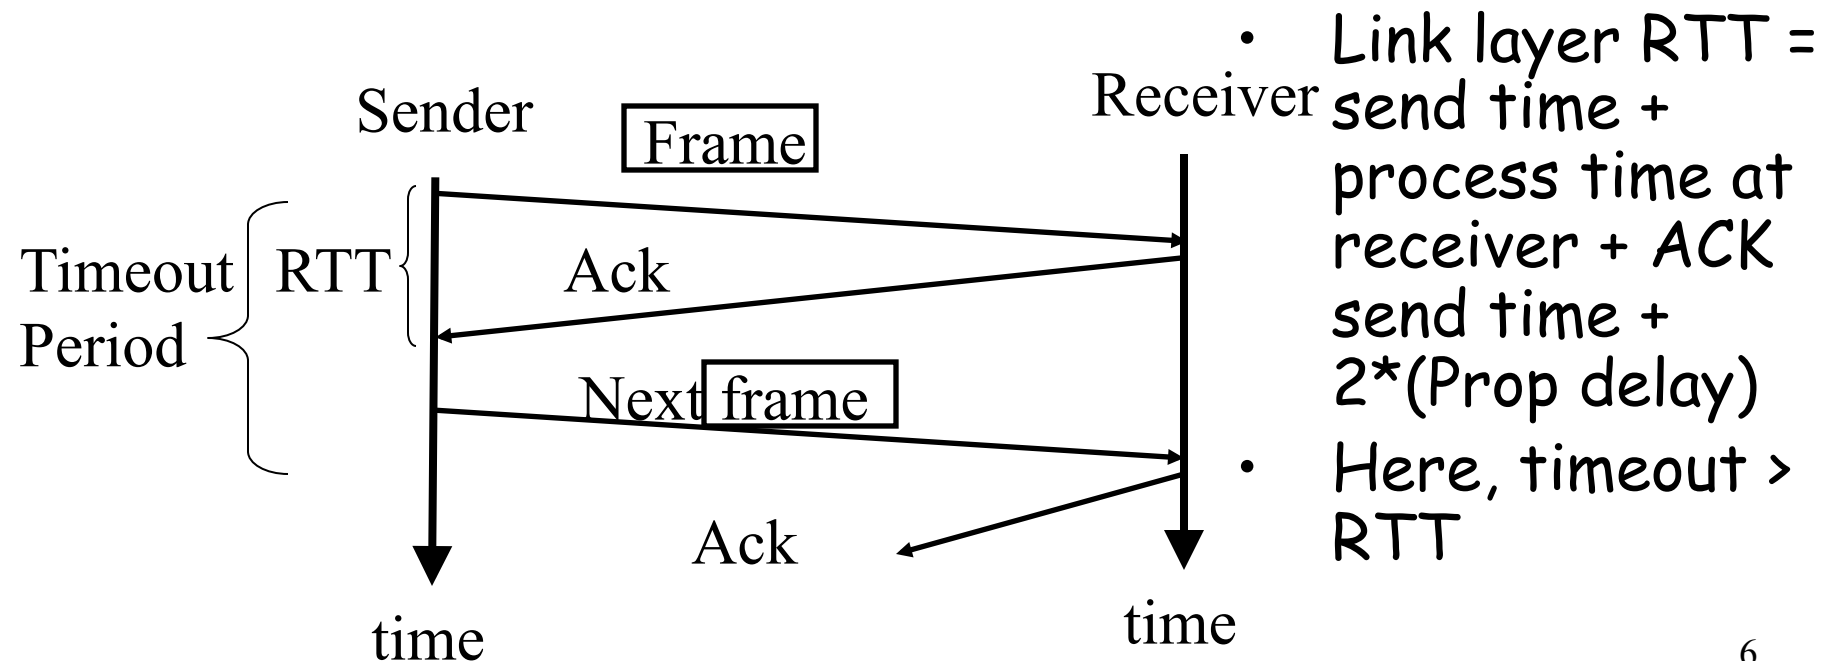 Sender
Frame
Receiver
Timeout
Period
RTT
Ack
Next frame
Ack
time
time
• Link layer RTT =
send time +
process time at
receiver + ACK
send time +
2*(Prop delay)
• Here, timeout >
RTT
6